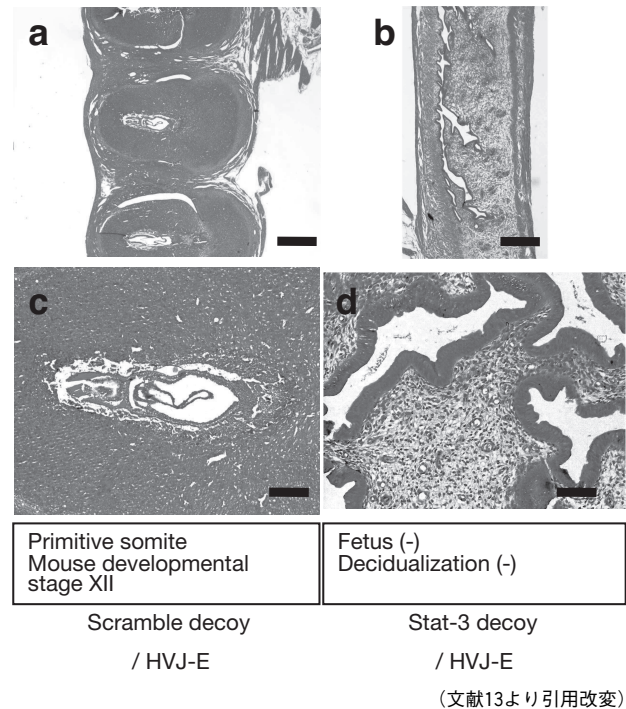 a
b
c
d
Primitive somite
Mouse developmental
stage XII
Fetus (-)
Decidualization (-)
Scramble decoy
/ HVJ-E
Stat-3 decoy
/ HVJ-E
（文献13より引用改変）